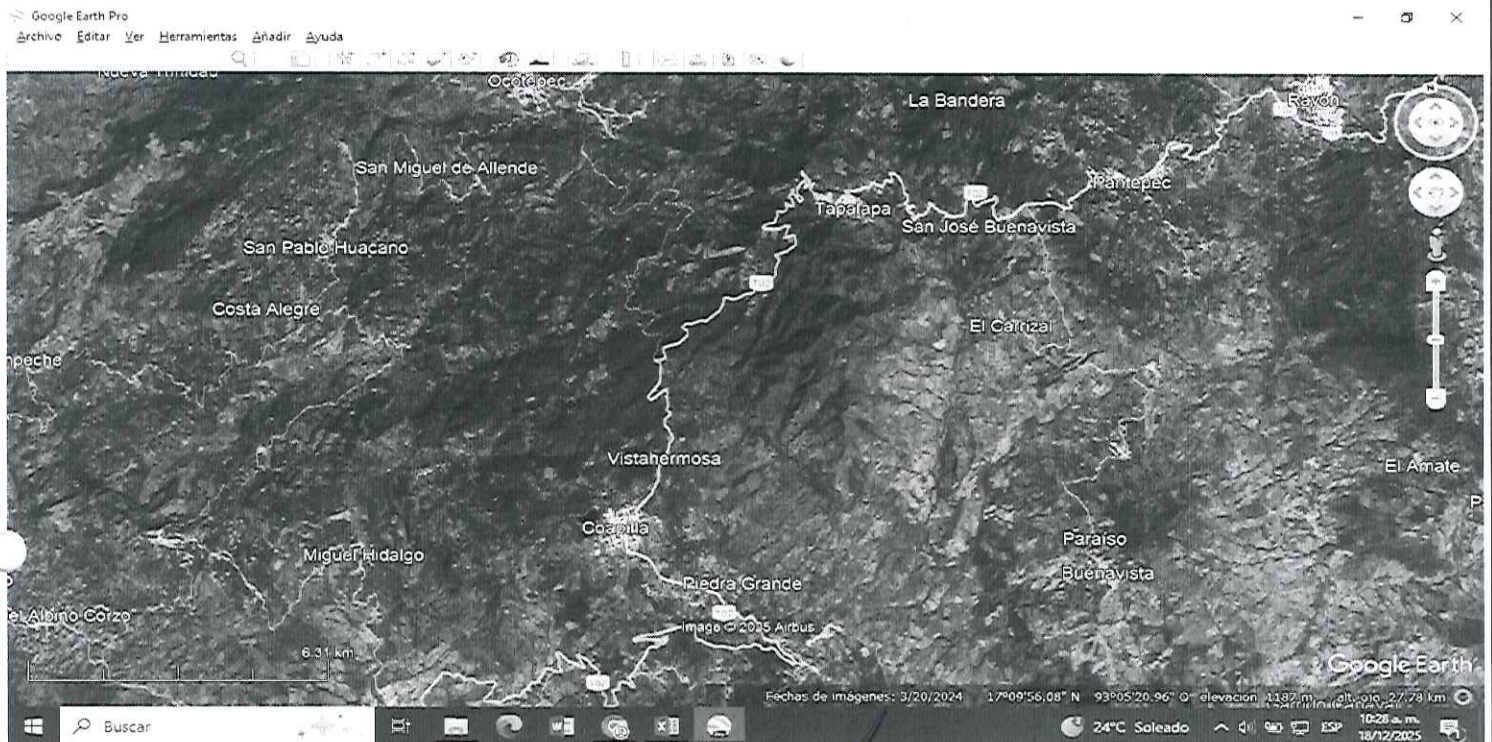 Google Earth Pro
Archivo Editar Ver Herramientas Añadir Ayuda
Nueva Trinidad
Ocotepec
La Bandera
Rayón
N
San Miguel de Allende
Pantepec
Tapalapa
San José Buenavista
San Pablo Huacano
Costa Alegre
El Carrizal
mpeche
Vistahermosa
El Amate
P
Coapilla
Paraíso
Miguel Hidalgo
Buenavista
Piedra Grande
el Albino Corzo
Image © 2025 Airbus
6.31 km
Google Earth
Fechas de imágenes: 3/20/2024 17°09'56.08" N 93°05'20.96" O elevación 1187 m alt. ojo 27.78 km
Buscar
24°C Soleado ESP 10:28 a. m.
18/12/2025